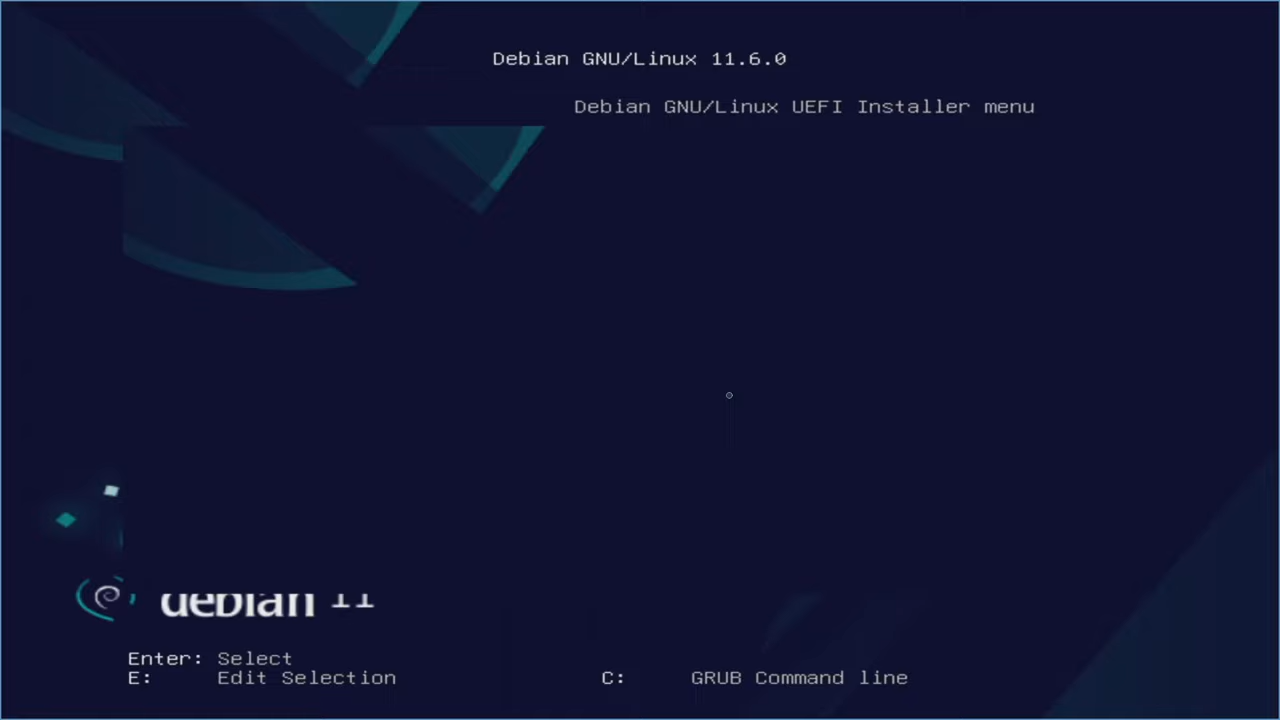 Debian GNU/Linux 11.6.0
Debian GNU/Linux UEFI Installer menu
debian 11
Enter: Select
E: Edit Selection
C: GRUB Command line